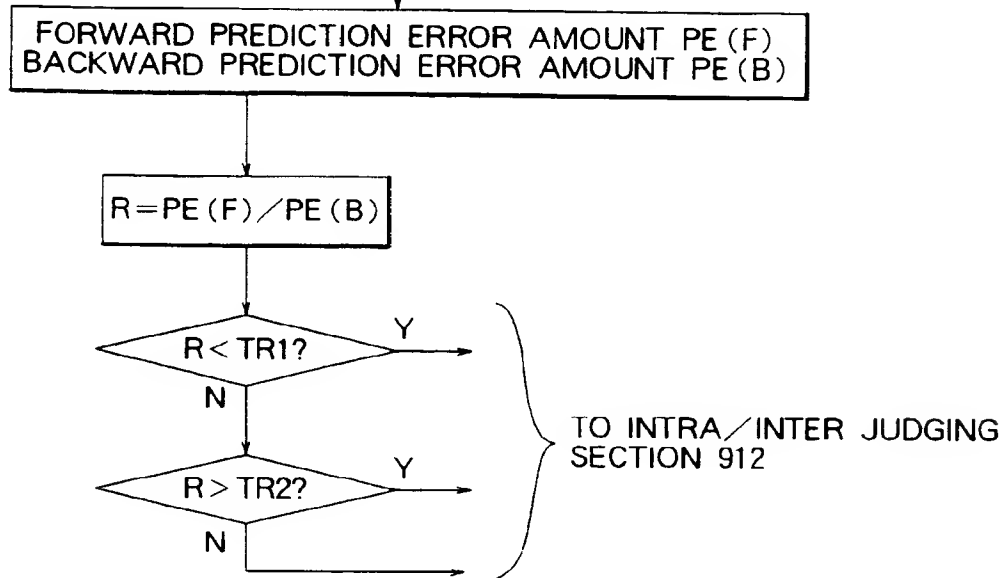 FORWARD PREDICTION ERROR AMOUNT PE(F)
BACKWARD PREDICTION ERROR AMOUNT PE(B)
R=PE(F)/PE(B)
R<TR1?
Y
N
R>TR2?
Y
N
TO INTRA/INTER JUDGING
SECTION 912